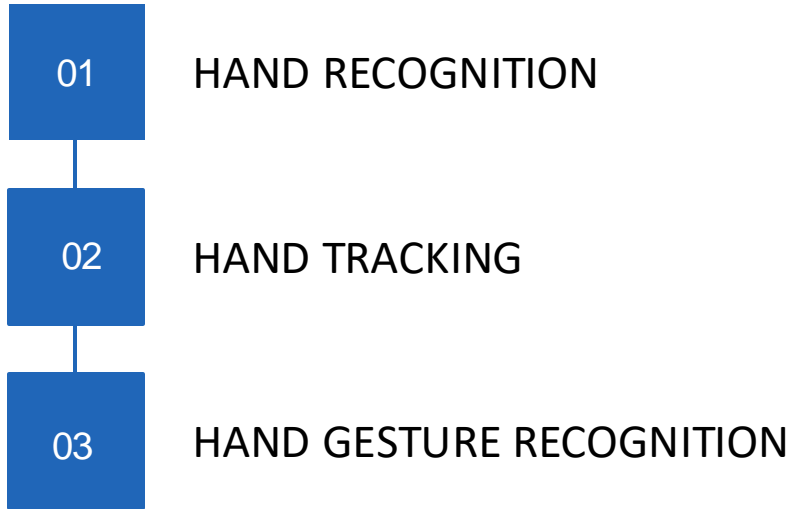 01
HAND RECOGNITION
02
HAND TRACKING
03
HAND GESTURE RECOGNITION